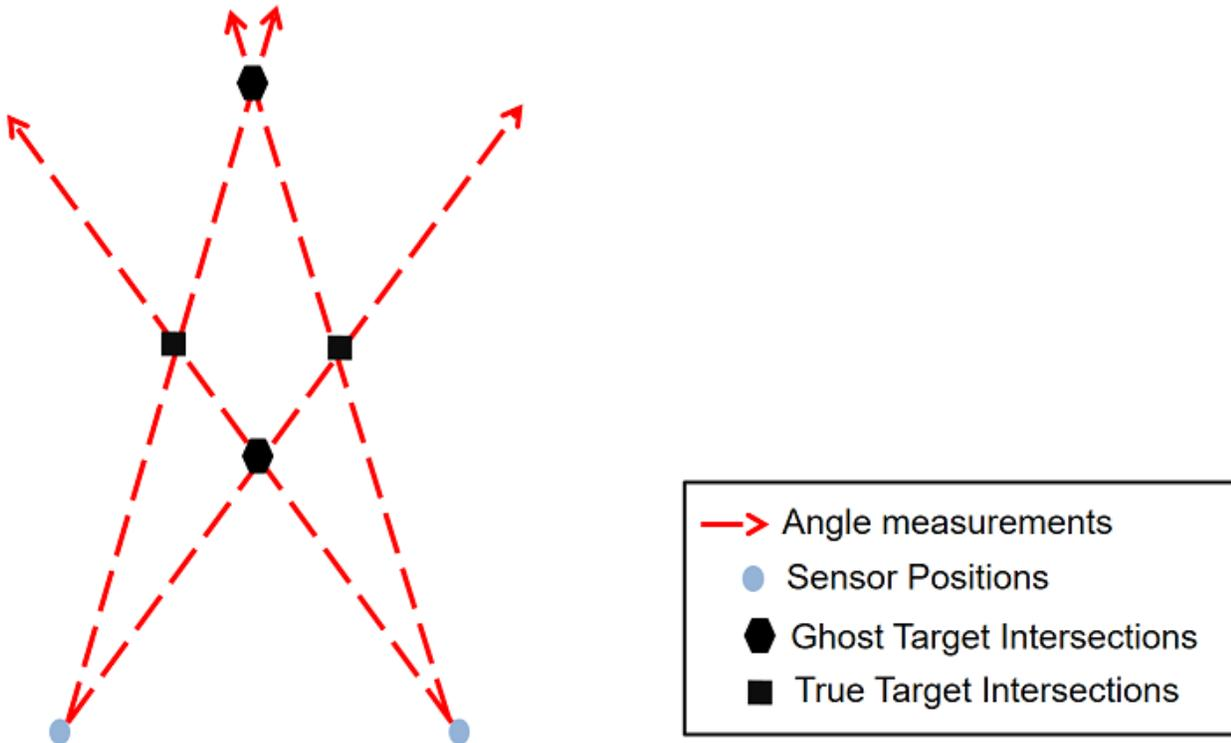 Angle measurements
Sensor Positions
Ghost Target Intersections
True Target Intersections